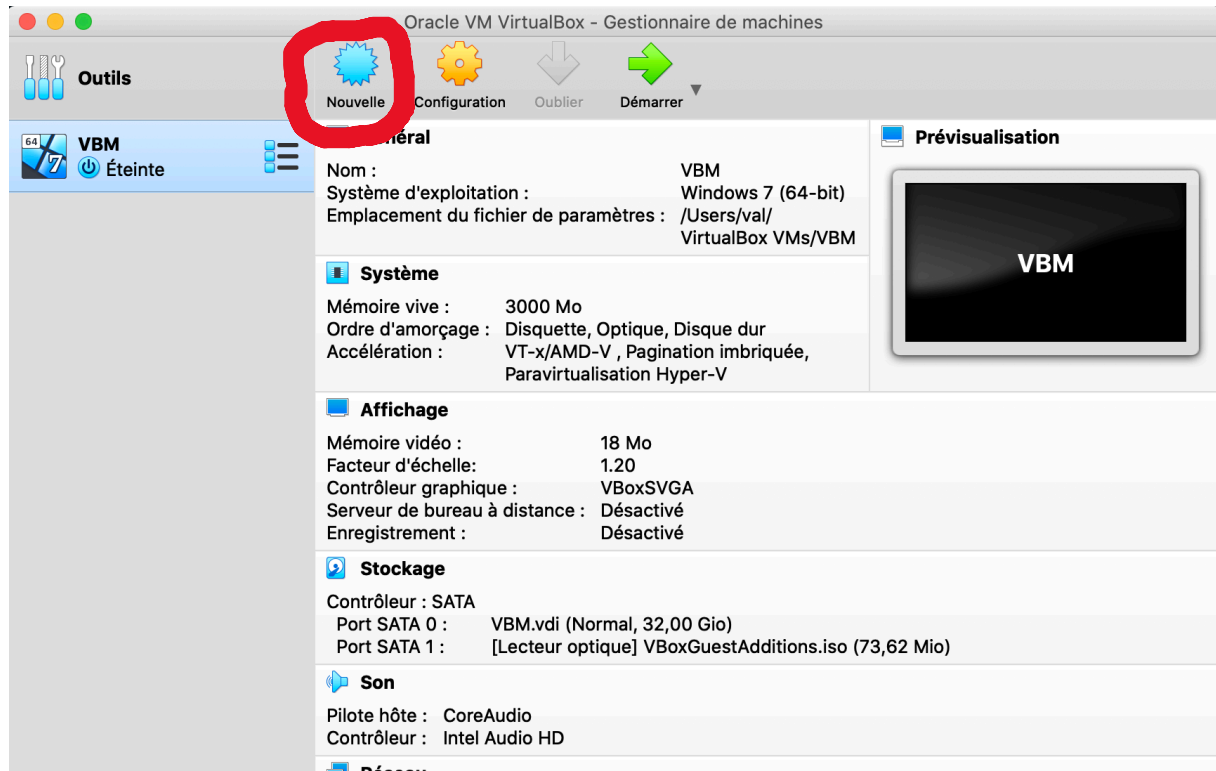 Oracle VM VirtualBox - Gestionnaire de machines
Outils
Nouvelle
Configuration
Oublier
Démarrer
64
7
VBM
Éteinte
Nom : VBM
Système d'exploitation : Windows 7 (64-bit)
Emplacement du fichier de paramètres : /Users/val/
VirtualBox VMs/VBM
Prévisualisation
VBM
Système
Mémoire vive : 3000 Mo
Ordre d'amorçage : Disquette, Optique, Disque dur
Accélération : VT-x/AMD-V , Pagination imbriquée,
Paravirtualisation Hyper-V
Affichage
Mémoire vidéo : 18 Mo
Facteur d'échelle: 1.20
Contrôleur graphique : VBoxSVGA
Serveur de bureau à distance : Désactivé
Enregistrement : Désactivé
Stockage
Contrôleur : SATA
Port SATA 0 : VBM.vdi (Normal, 32,00 Gio)
Port SATA 1 : [Lecteur optique] VBoxGuestAdditions.iso (73,62 Mio)
Son
Pilote hôte : CoreAudio
Contrôleur : Intel Audio HD